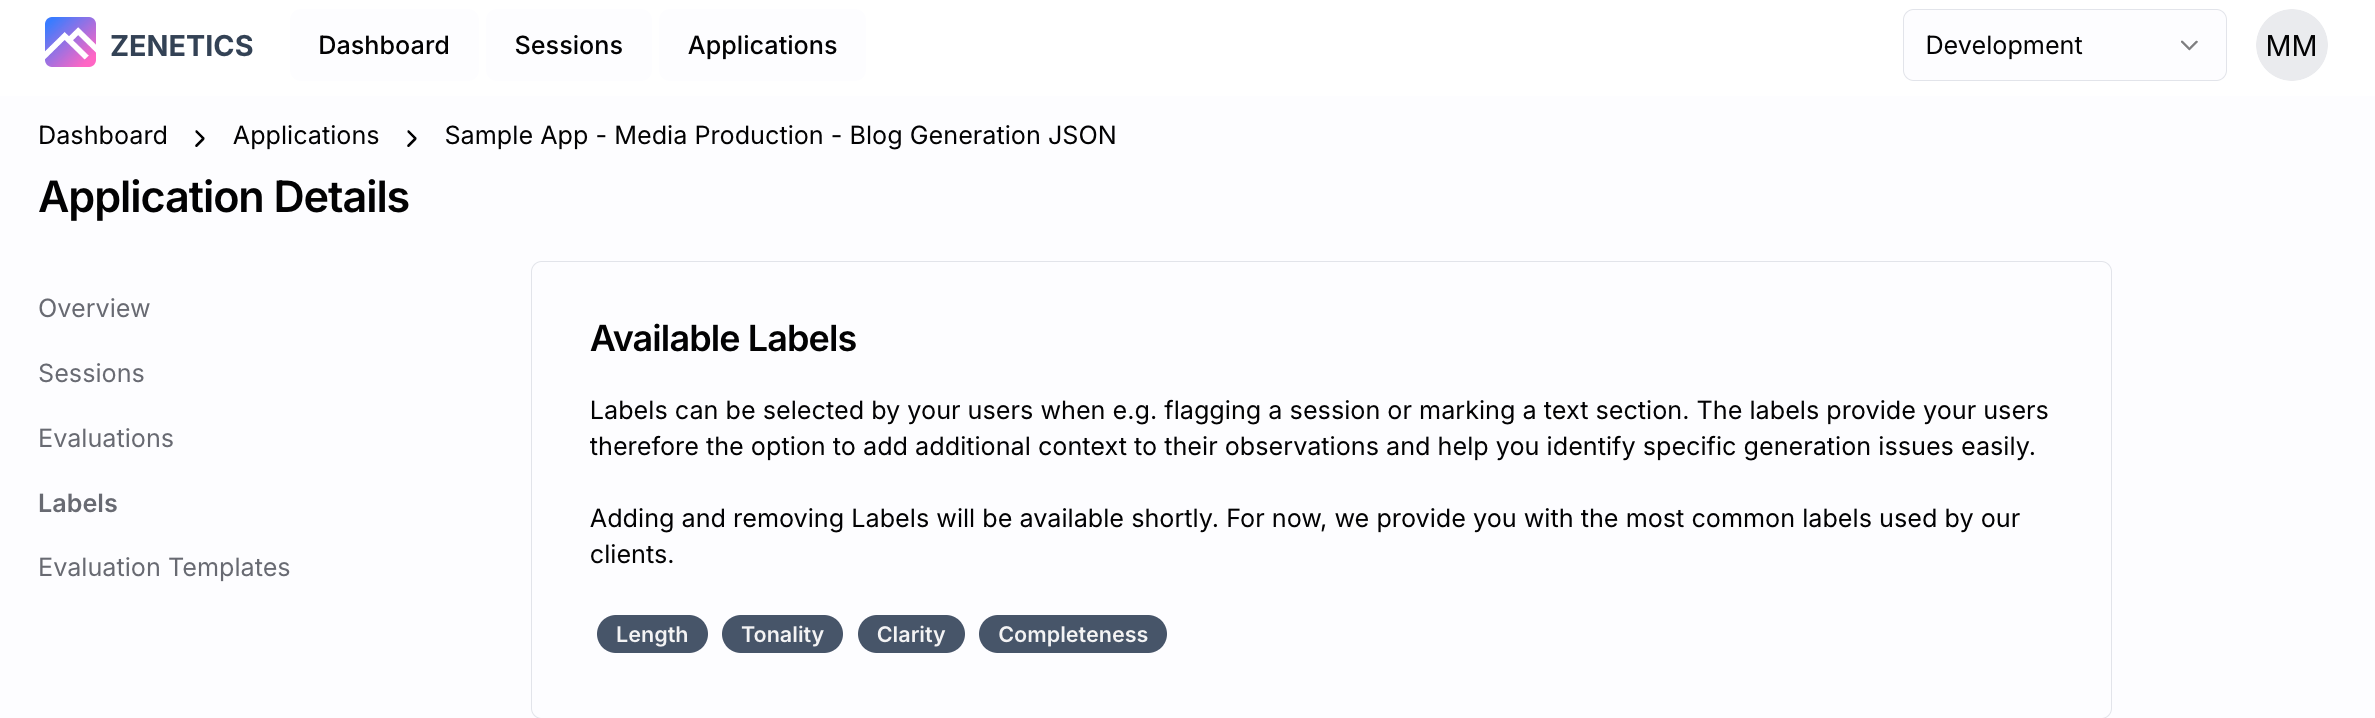 ZENETICS
Dashboard
Sessions
Applications
Development
MM
Dashboard > Applications > Sample App - Media Production - Blog Generation JSON
Application Details
Overview
Sessions
Evaluations
Labels
Evaluation Templates
Available Labels
Labels can be selected by your users when e.g. flagging a session or marking a text section. The labels provide your users
therefore the option to add additional context to their observations and help you identify specific generation issues easily.
Adding and removing Labels will be available shortly. For now, we provide you with the most common labels used by our
clients.
Length
Tonality
Clarity
Completeness